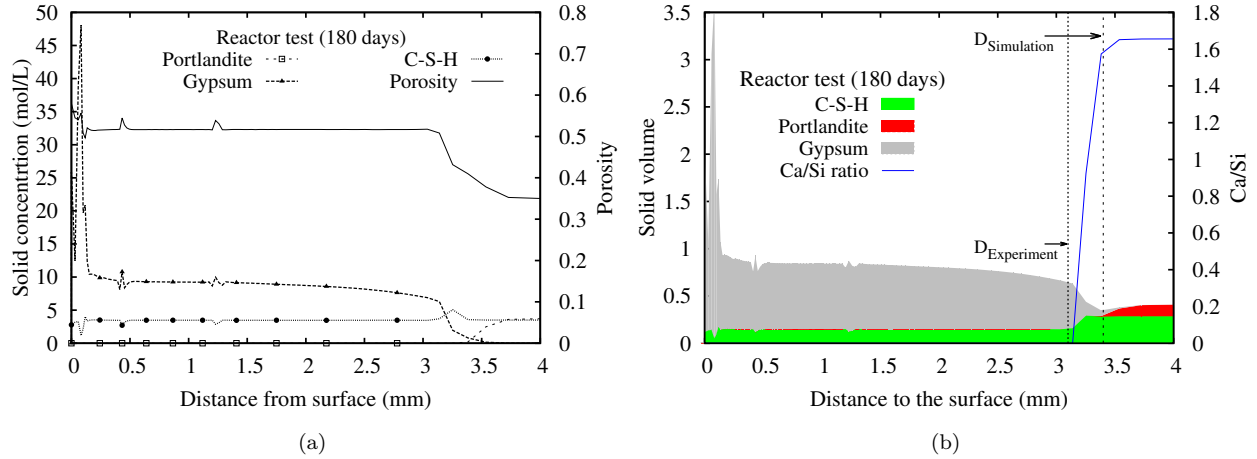 50
45
40
35
30
25
20
15
10
5
0
Solid concentrtion (mol/L)
0
0.5
1
1.5
2
2.5
3
3.5
4
Distance from surface (mm)
0.8
0.7
0.6
0.5
0.4
0.3
0.2
0.1
0
Porosity
Reactor test (180 days)
Portlandite
C-S-H
Gypsum
Porosity
(a)
3.5
3
2.5
2
1.5
1
0.5
0
Solid volume
0
0.5
1
1.5
2
2.5
3
3.5
4
Distance to the surface (mm)
1.8
1.6
1.4
1.2
1
0.8
0.6
0.4
0.2
0
Ca/Si
Reactor test (180 days)
C-S-H
Portlandite
Gypsum
Ca/Si ratio
DSimulation
DExperiment
(b)